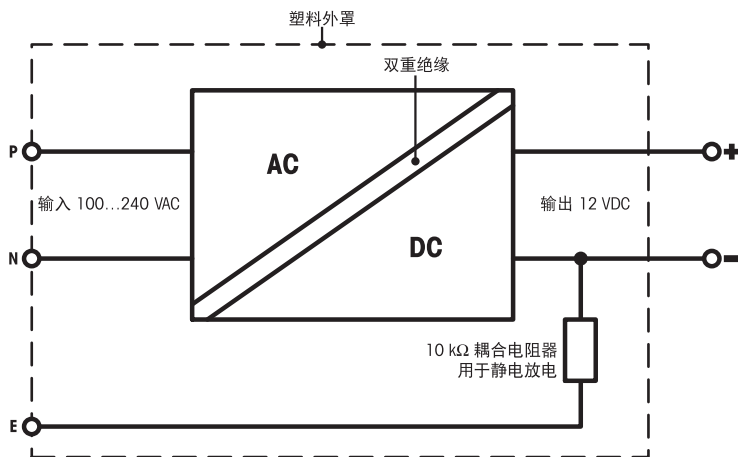 塑料外罩
双重绝缘
P
AC
+
输入 100...240 VAC
输出 12 VDC
DC
N
−
10 kΩ 耦合电阻器
用于静电放电
E